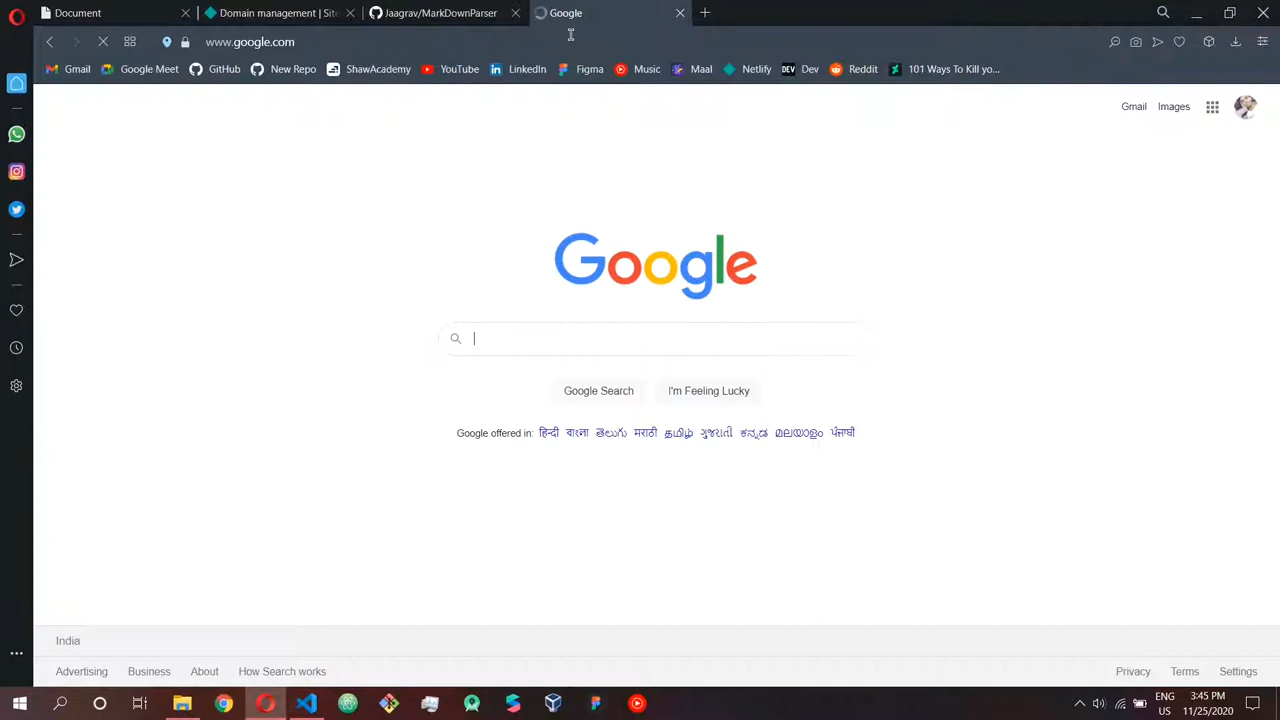 Document
Domain management | Site
Jaagrav/MarkDownParser
Google
www.google.com
Gmail Google Meet GitHub New Repo ShawAcademy YouTube LinkedIn Figma Music Maal Netlify DEV Dev Reddit 101 Ways To Kill yo...
Gmail Images
Google
Google Search I'm Feeling Lucky
Google offered in: हिन्दी বাংলা తెలుగు मराठी தமிழ் ગુજરાતી ಕನ್ನಡ മലയാളം ਪੰਜਾਬੀ
India
Advertising Business About How Search works
Privacy Terms Settings
ENG
US
3:45 PM
11/25/2020